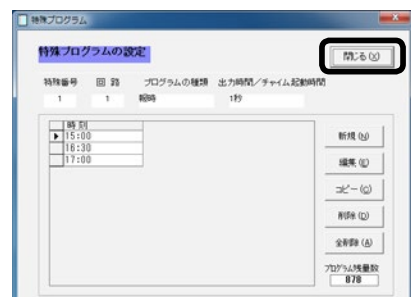 特殊プログラム
特殊プログラムの設定
閉じる(X)
特殊番号 回 路 プログラムの種類 出力時間/チャイム起動時間
1 1 報時 1秒
時刻
15:00
16:30
17:00
新規(N)
編集(E)
コピー(C)
削除(D)
全削除(A)
プログラム残量数
878